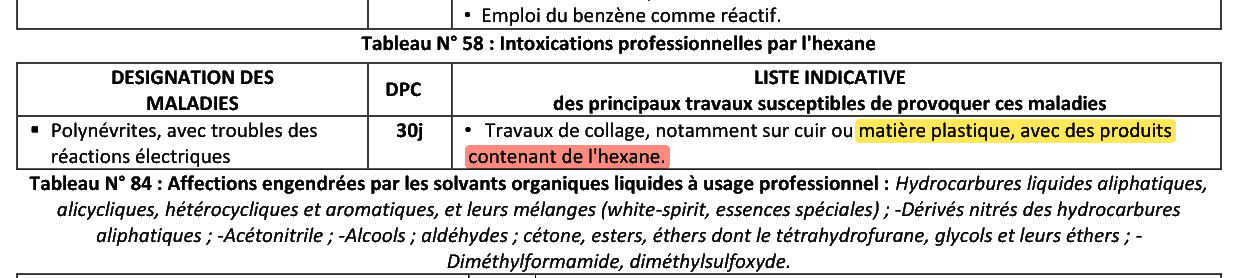 • Emploi du benzène comme réactif.
Tableau N° 58 : Intoxications professionnelles par l'hexane
DESIGNATION DES
MALADIES
DPC
LISTE INDICATIVE
des principaux travaux susceptibles de provoquer ces maladies
▪ Polynévrites, avec troubles des
réactions électriques
30j
• Travaux de collage, notamment sur cuir ou matière plastique, avec des produits
contenant de l'hexane.
Tableau N° 84 : Affections engendrées par les solvants organiques liquides à usage professionnel : Hydrocarbures liquides aliphatiques,
alicycliques, hétérocycliques et aromatiques, et leurs mélanges (white-spirit, essences spéciales) ; -Dérivés nitrés des hydrocarbures
aliphatiques ; -Acétonitrile ; -Alcools ; aldéhydes ; cétone, esters, éthers dont le tétrahydrofurane, glycols et leurs éthers ; -
Diméthylformamide, diméthylsulfoxyde.